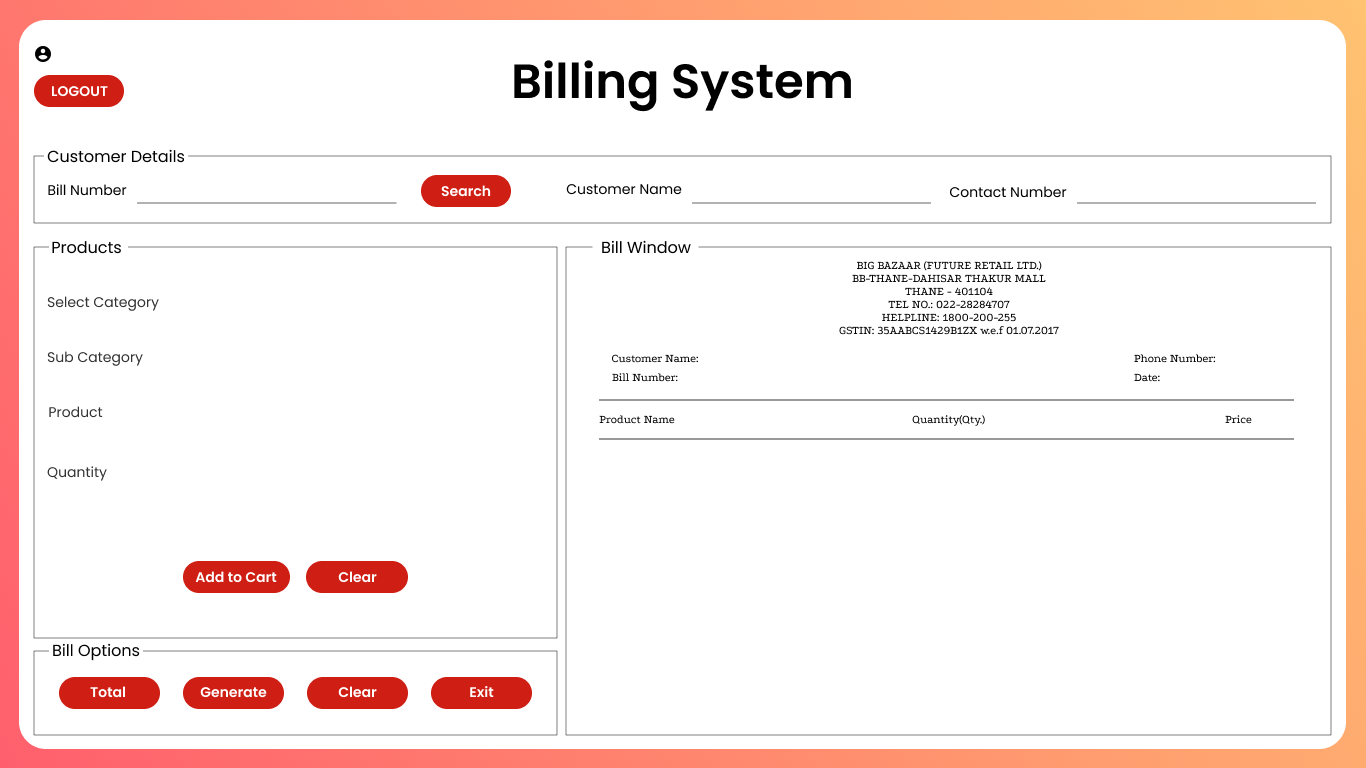 LOGOUT
Billing System
Customer Details
Bill Number
Search
Customer Name
Contact Number
Products
Select Category
Sub Category
Product
Quantity
Add to Cart
Clear
Bill Options
Total
Generate
Clear
Exit
Bill Window
BIG BAZAAR (FUTURE RETAIL LTD.)
BB-THANE-DAHISAR THAKUR MALL
THANE - 401104
TEL NO.: 022-28284707
HELPLINE: 1800-200-255
GSTIN: 35AABCS1429B1ZX w.e.f 01.07.2017
Customer Name:
Phone Number:
Bill Number:
Date:
Product Name Quantity(Qty.) Price